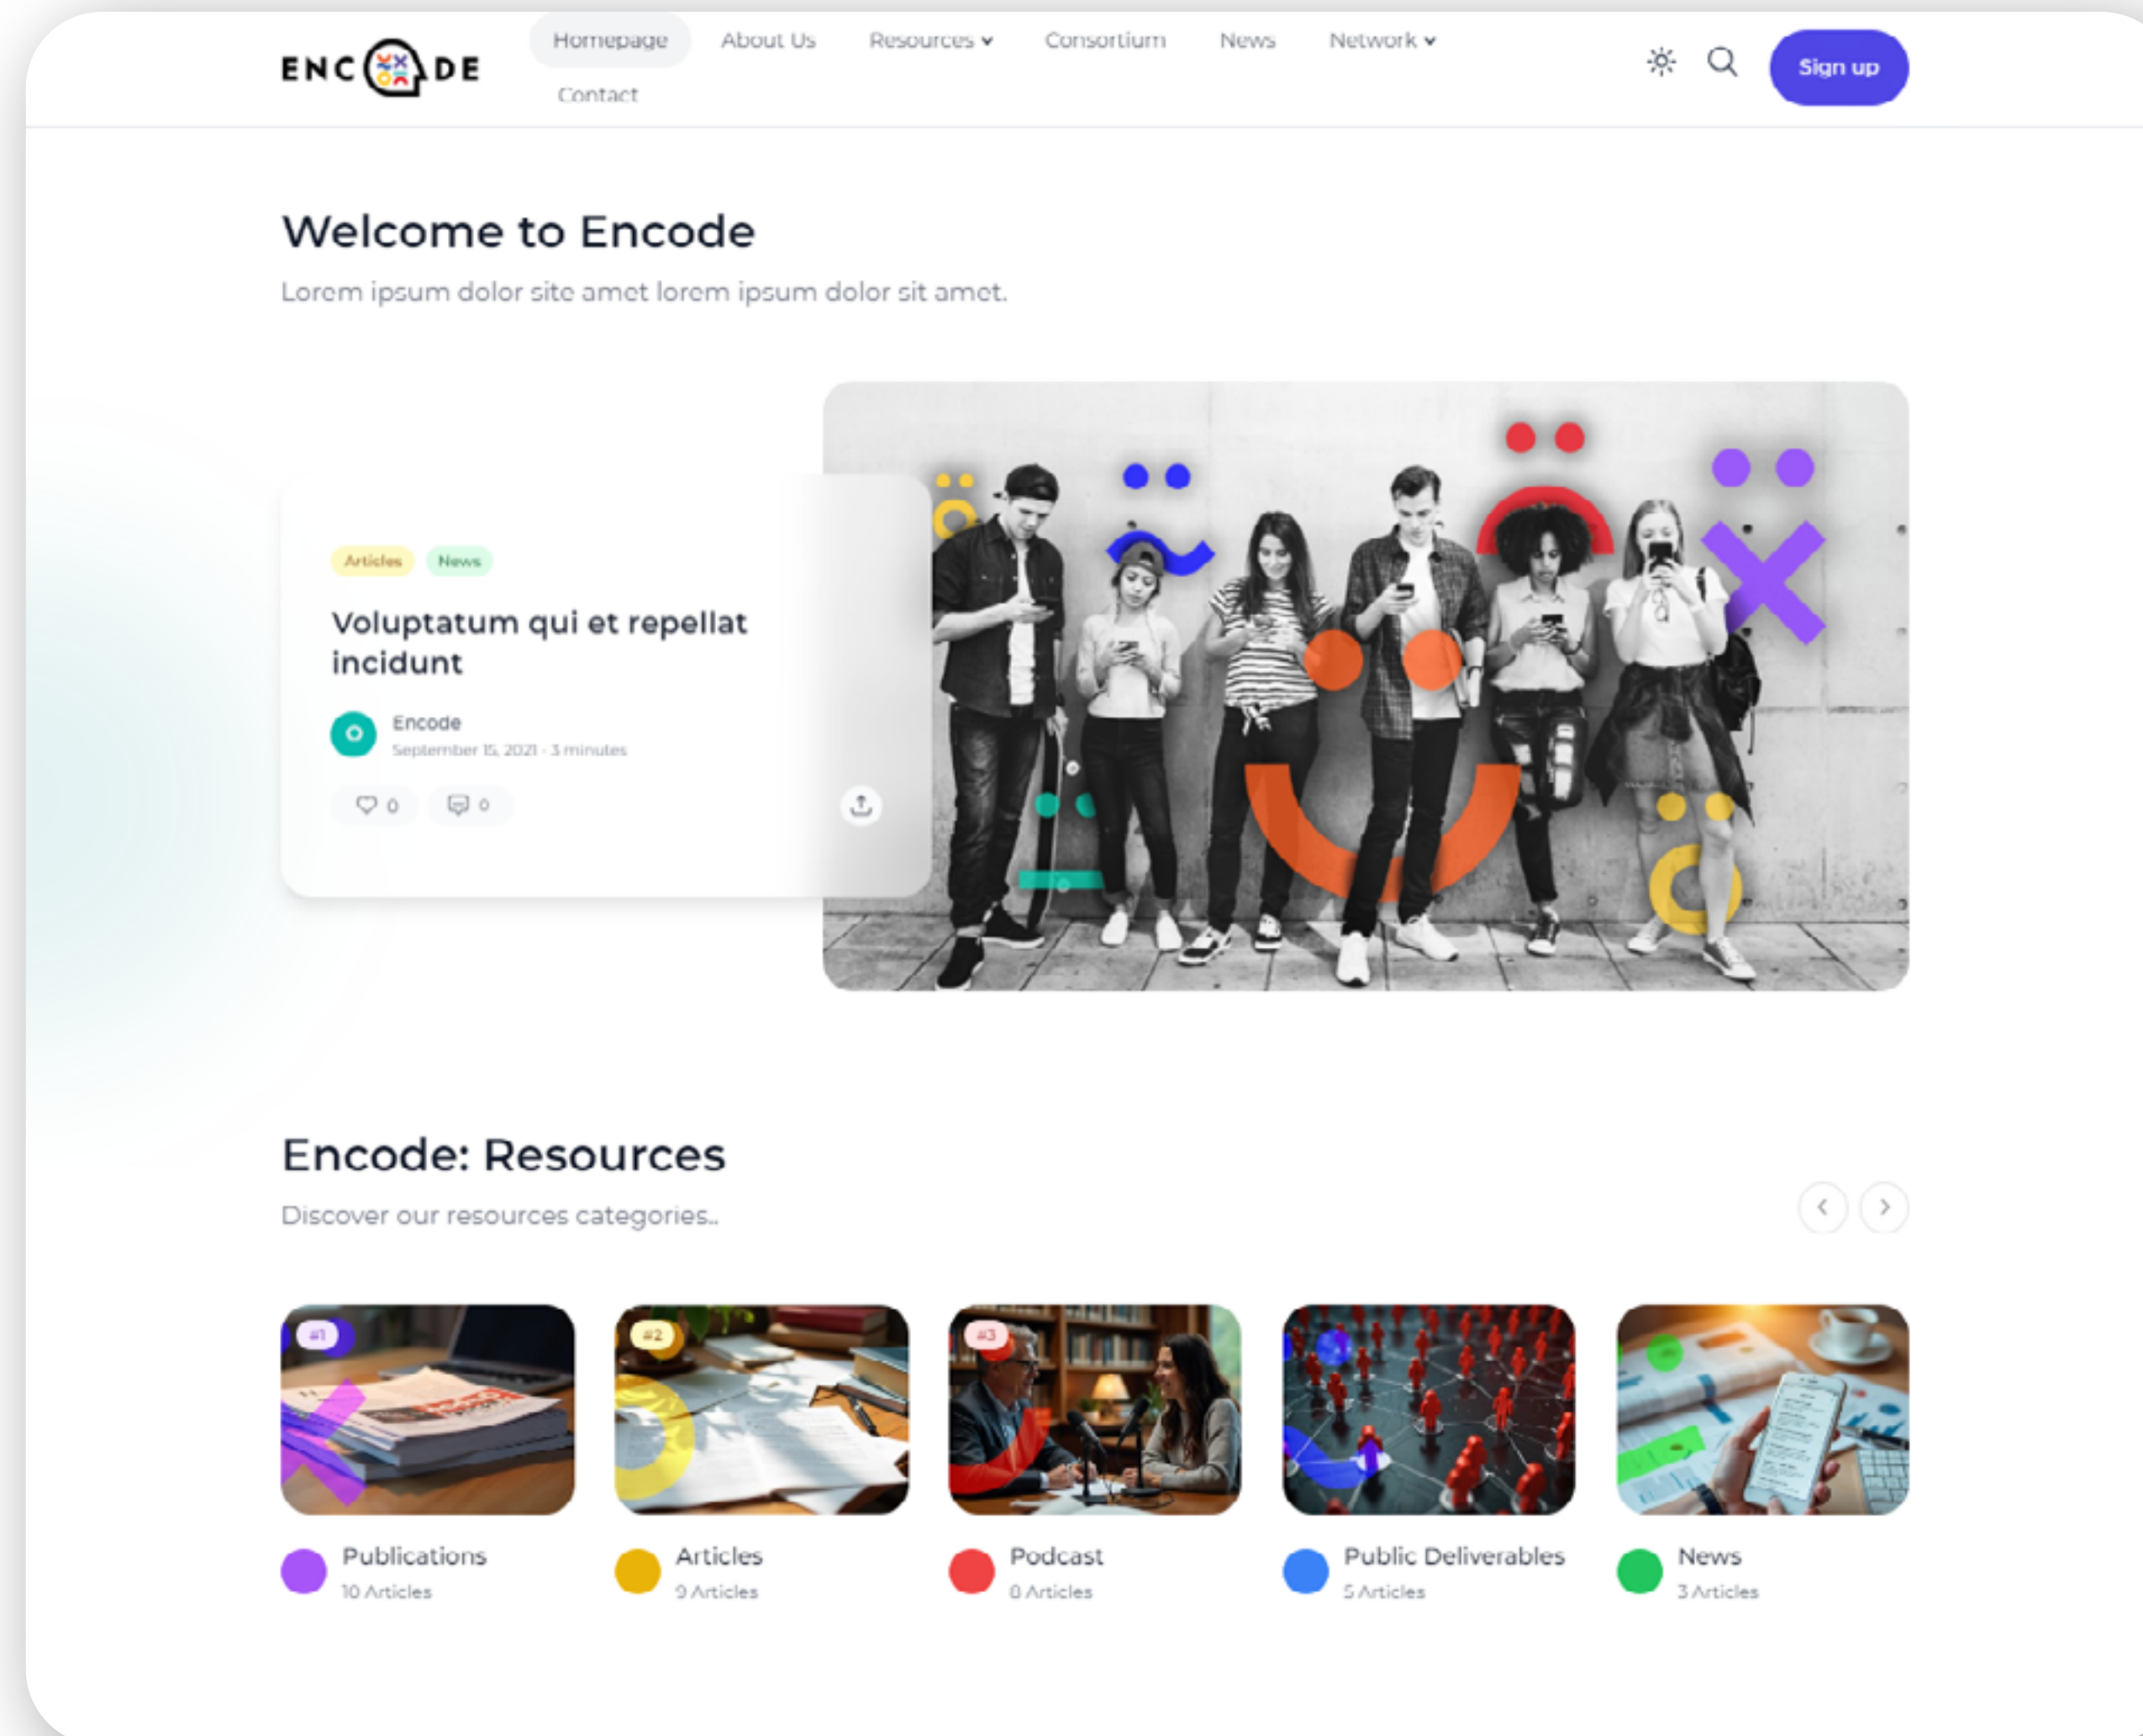 ENCODE
Homepage
About Us
Resources
Consortium
News
Network
Contact
Sign up
Welcome to Encode
Lorem ipsum dolor site amet lorem ipsum dolor sit amet.
Articles
News
Voluptatum qui et repellat
incidunt
Encode
September 15, 2021 · 3 minutes
0
0
Encode: Resources
Discover our resources categories..
#1
#2
#3
Publications
10 Articles
Articles
9 Articles
Podcast
0 Articles
Public Deliverables
5 Articles
News
3 Articles